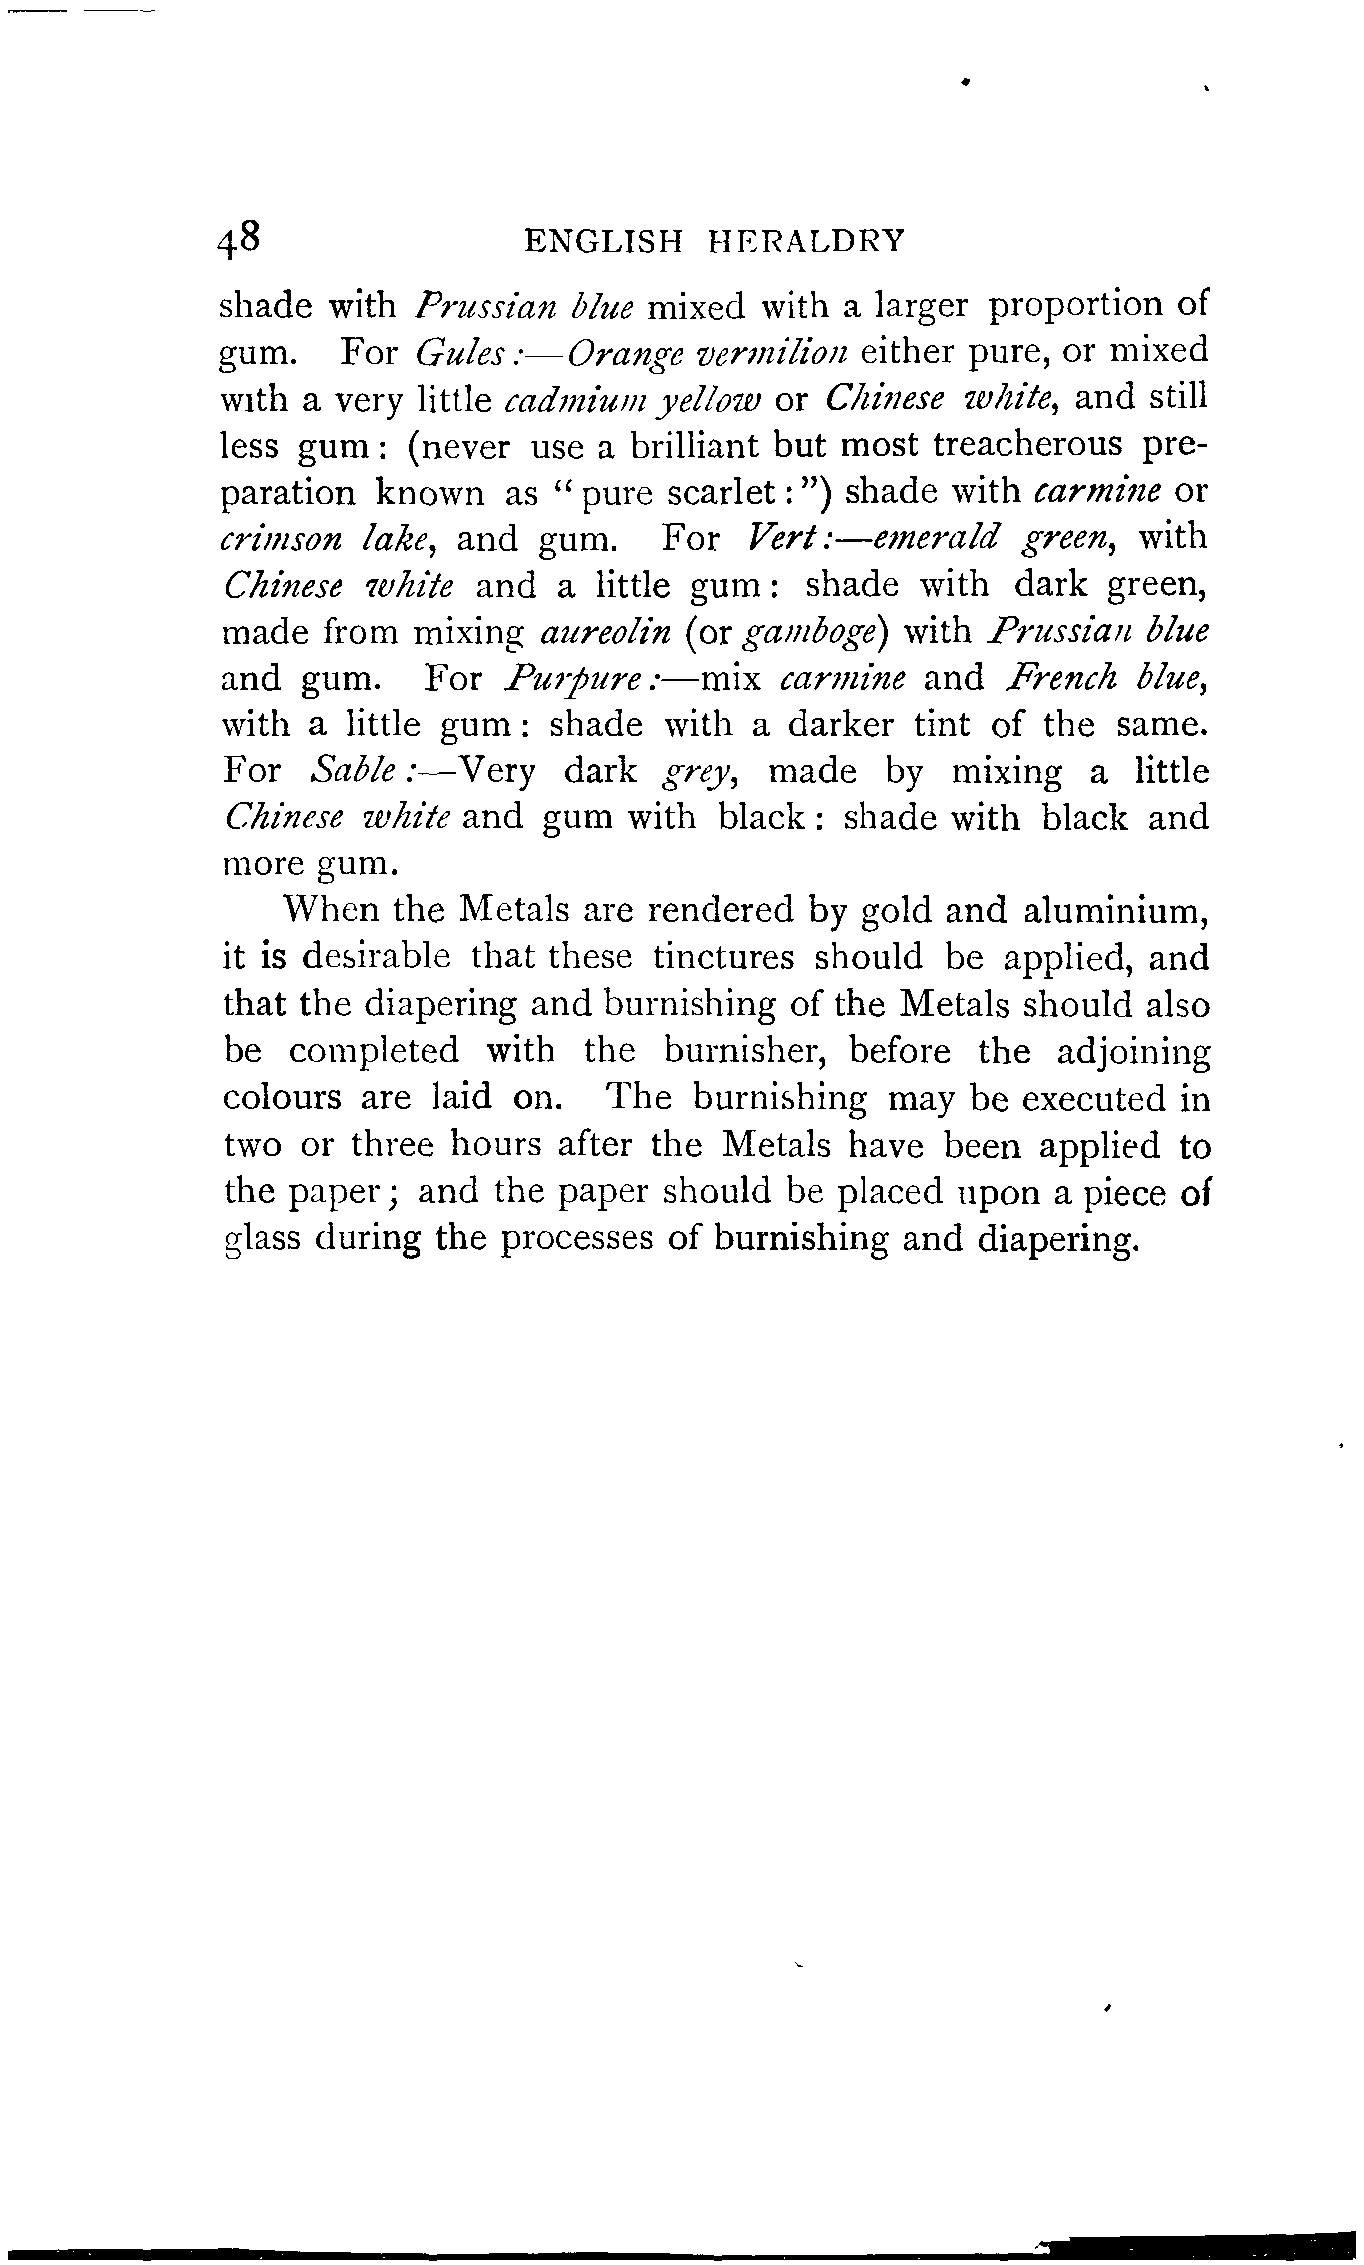 48 ENGLISH HERALDRY
shade with Prussian blue mixed with a larger proportion of
gum. For Gules:—Orange vermilion either pure, or mixed
with a very little cadmium yellow or Chinese white, and still
less gum: (never use a brilliant but most treacherous pre-
paration known as "pure scarlet:") shade with carmine or
crimson lake, and gum. For Vert:—emerald green, with
Chinese white and a little gum: shade with dark green,
made from mixing aureolin (or gamboge) with Prussian blue
and gum. For Purpure:—mix carmine and French blue,
with a little gum: shade with a darker tint of the same.
For Sable:—Very dark grey, made by mixing a little
Chinese white and gum with black: shade with black and
more gum.
When the Metals are rendered by gold and aluminium,
it is desirable that these tinctures should be applied, and
that the diapering and burnishing of the Metals should also
be completed with the burnisher, before the adjoining
colours are laid on. The burnishing may be executed in
two or three hours after the Metals have been applied to
the paper; and the paper should be placed upon a piece of
glass during the processes of burnishing and diapering.